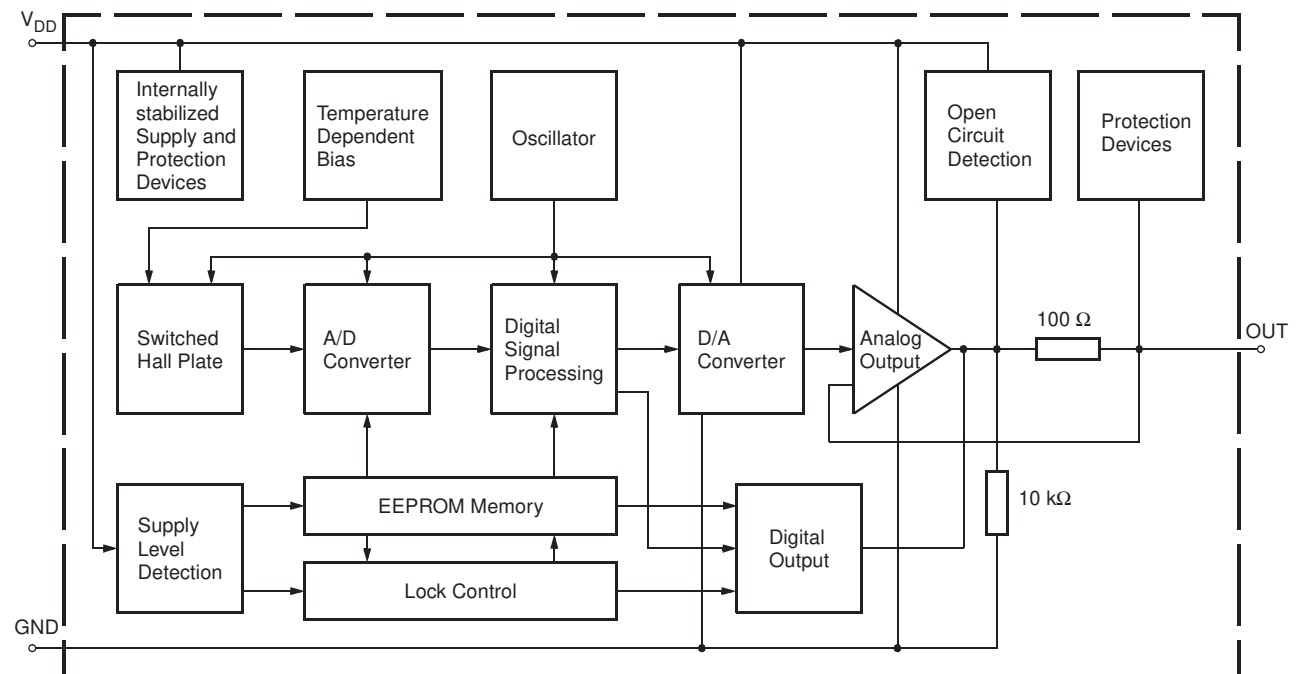 VDD
Internally
stabilized
Supply and
Protection
Devices
Temperature
Dependent
Bias
Oscillator
Open
Circuit
Detection
Protection
Devices
Switched
Hall Plate
A/D
Converter
Digital
Signal
Processing
D/A
Converter
Analog
Output
100 Ω
OUT
Supply
Level
Detection
EEPROM Memory
Lock Control
Digital
Output
10 kΩ
GND